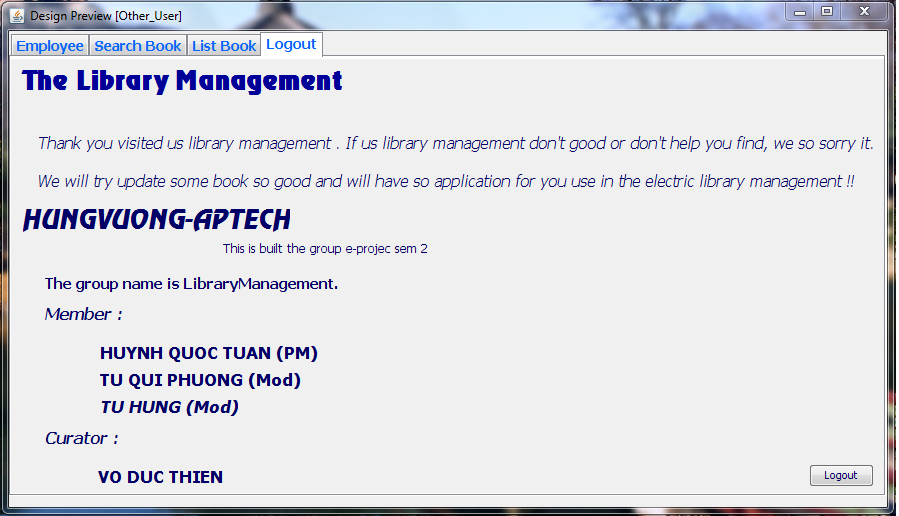 Design Preview [Other_User]
Employee Search Book List Book Logout
The Library Management
Thank you visited us library management . If us library management don't good or don't help you find, we so sorry it.
We will try update some book so good and will have so application for you use in the electric library management !!
HUNGVUONG-APTECH
This is built the group e-projec sem 2
The group name is LibraryManagement.
Member :
HUYNH QUOC TUAN (PM)
TU QUI PHUONG (Mod)
TU HUNG (Mod)
Curator :
VO DUC THIEN
Logout